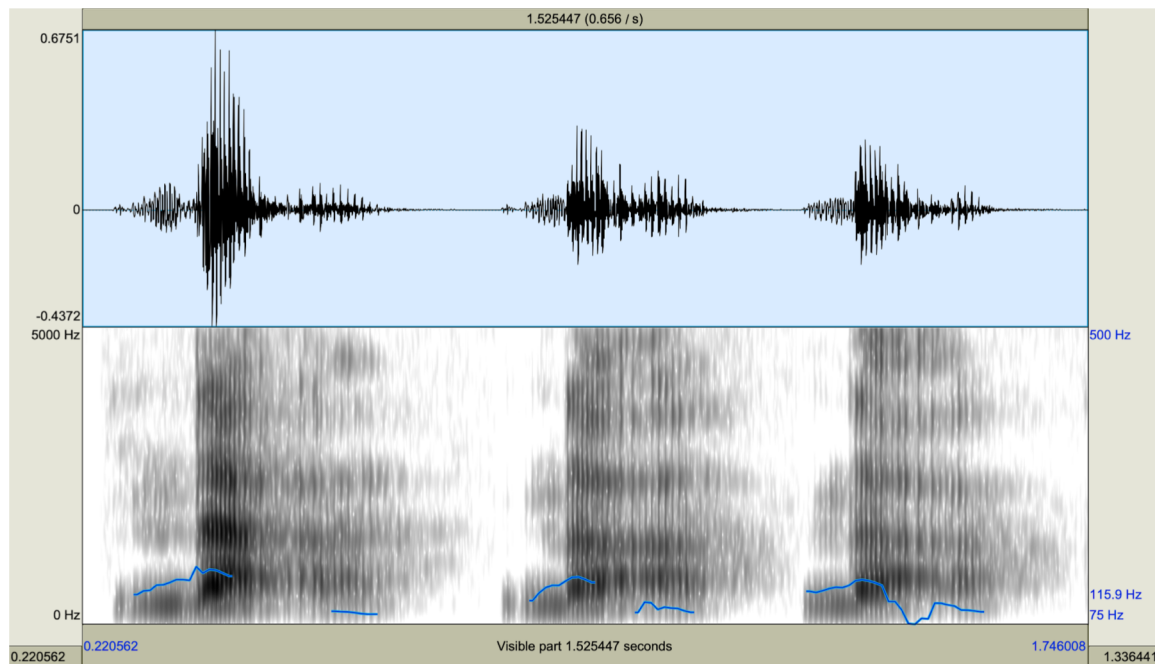 1.525447 (0.656 / s)
0.6751
0
-0.4372
5000 Hz
500 Hz
115.9 Hz
0 Hz
75 Hz
0.220562
Visible part 1.525447 seconds
1.746008
0.220562
1.336441